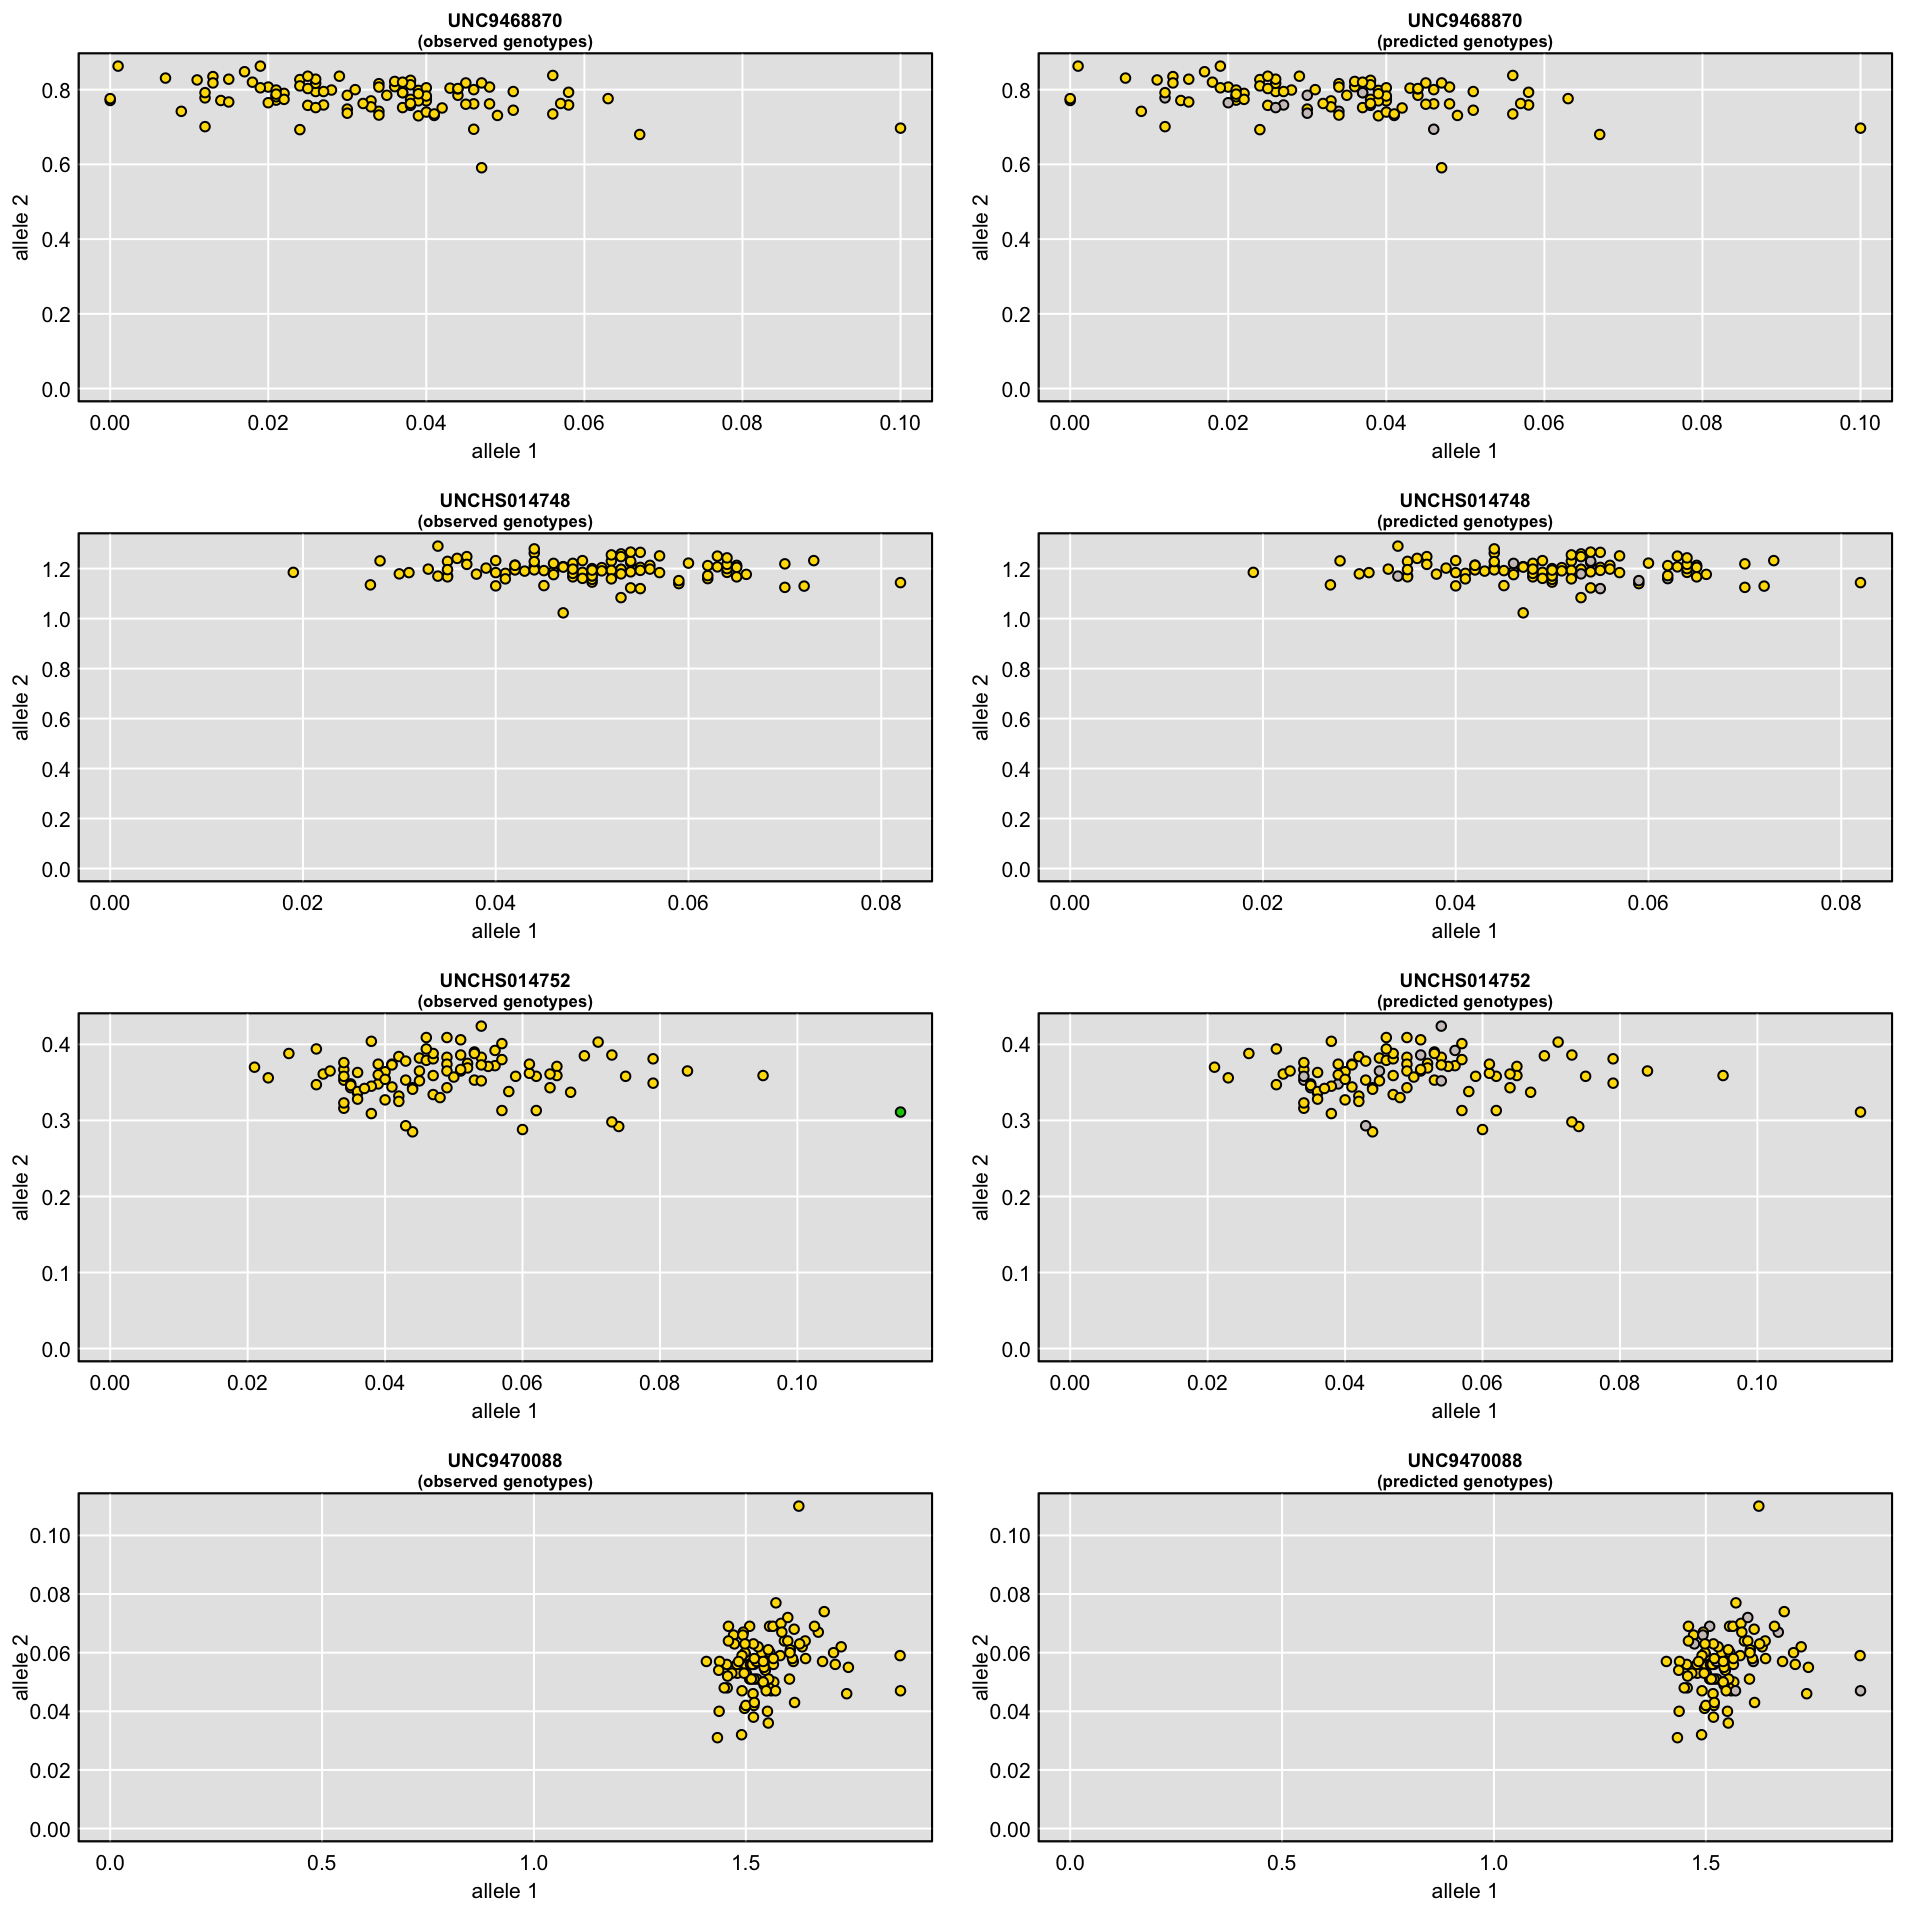 UNC9468870
(observed genotypes)
allele 2
0.8
0.6
0.4
0.2
0.0
0.00 0.02 0.04 0.06 0.08 0.10
allele 1
UNC9468870
(predicted genotypes)
allele 2
0.8
0.6
0.4
0.2
0.0
0.00 0.02 0.04 0.06 0.08 0.10
allele 1
UNCHS014748
(observed genotypes)
allele 2
1.2
1.0
0.8
0.6
0.4
0.2
0.0
0.00 0.02 0.04 0.06 0.08
allele 1
UNCHS014748
(predicted genotypes)
allele 2
1.2
1.0
0.8
0.6
0.4
0.2
0.0
0.00 0.02 0.04 0.06 0.08
allele 1
UNCHS014752
(observed genotypes)
allele 2
0.4
0.3
0.2
0.1
0.0
0.00 0.02 0.04 0.06 0.08 0.10
allele 1
UNCHS014752
(predicted genotypes)
allele 2
0.4
0.3
0.2
0.1
0.0
0.00 0.02 0.04 0.06 0.08 0.10
allele 1
UNC9470088
(observed genotypes)
allele 2
0.10
0.08
0.06
0.04
0.02
0.00
0.0 0.5 1.0 1.5
allele 1
UNC9470088
(predicted genotypes)
allele 2
0.10
0.08
0.06
0.04
0.02
0.00
0.0 0.5 1.0 1.5
allele 1